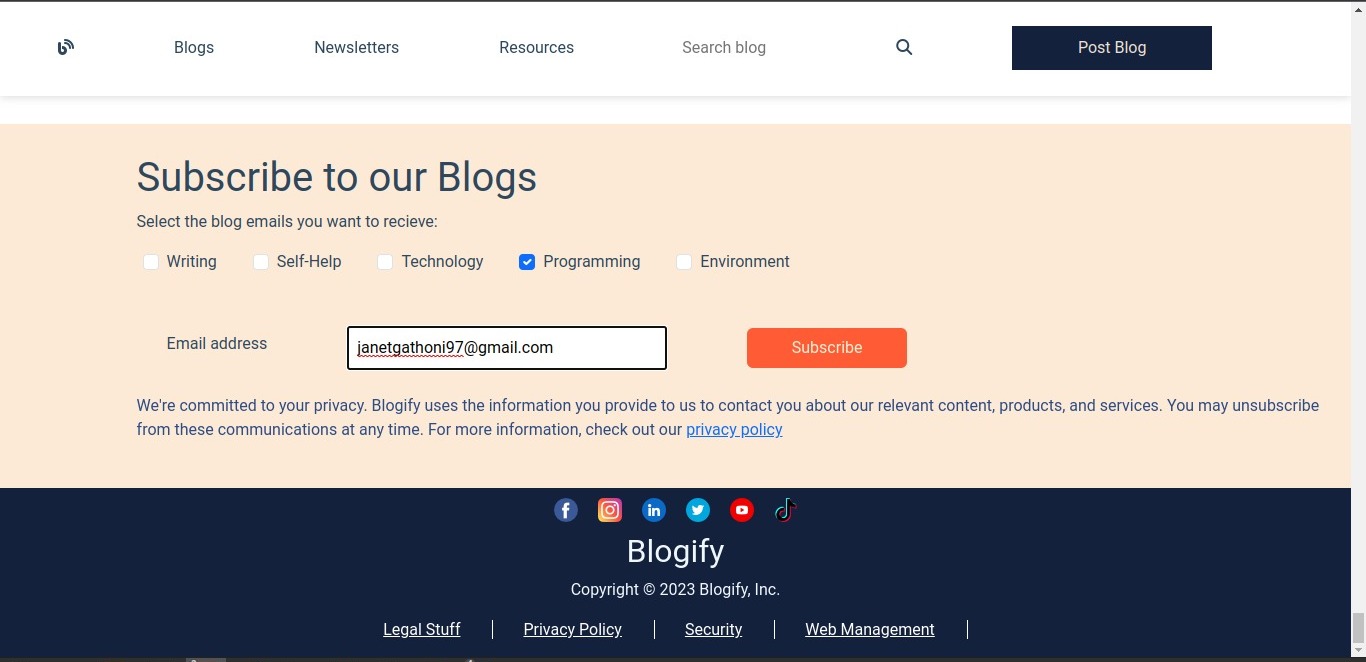 Blogs Newsletters Resources Search blog Post Blog
Subscribe to our Blogs
Select the blog emails you want to recieve:
Writing Self-Help Technology Programming Environment
Email address janetgathoni97@gmail.com Subscribe
We're committed to your privacy. Blogify uses the information you provide to us to contact you about our relevant content, products, and services. You may unsubscribe
from these communications at any time. For more information, check out our privacy policy
Blogify
Copyright © 2023 Blogify, Inc.
Legal Stuff Privacy Policy Security Web Management